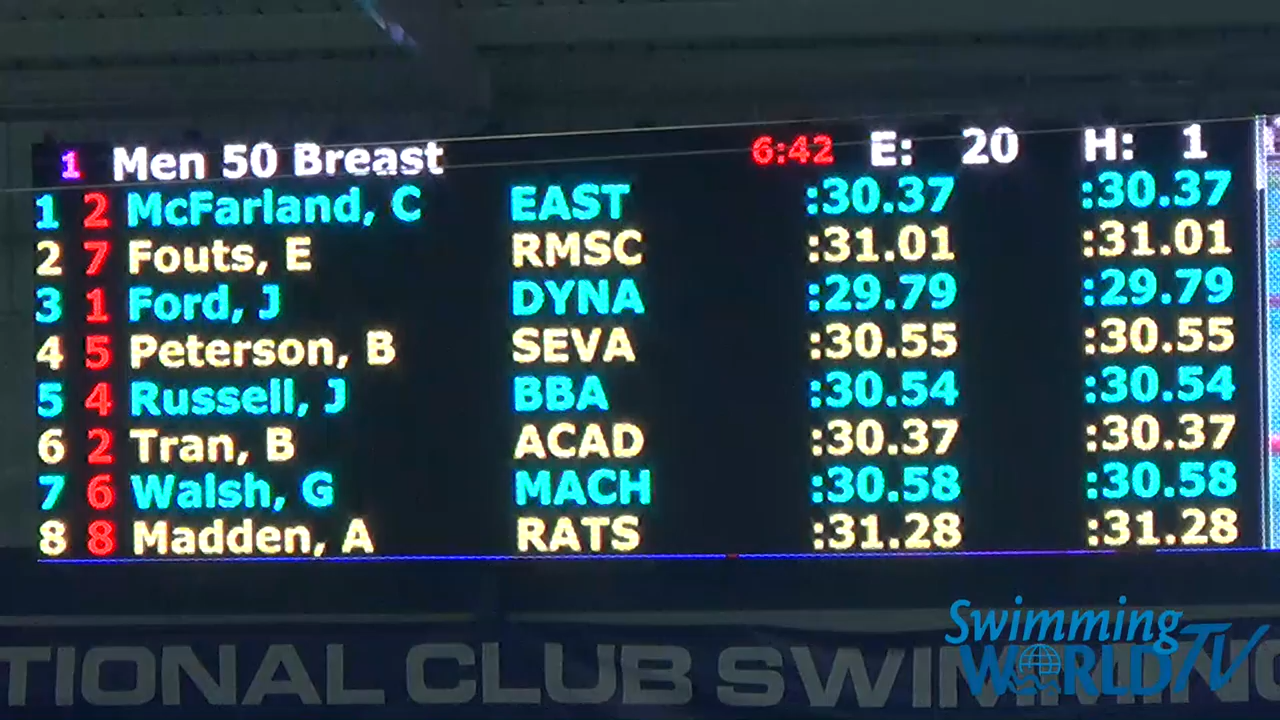 1 Men 50 Breast 6:42 E: 20 H: 1
1 2 McFarland, C EAST :30.37 :30.37
2 7 Fouts, E RMSC :31.01 :31.01
3 1 Ford, J DYNA :29.79 :29.79
4 5 Peterson, B SEVA :30.55 :30.55
5 4 Russell, J BBA :30.54 :30.54
6 2 Tran, B ACAD :30.37 :30.37
7 6 Walsh, G MACH :30.58 :30.58
8 8 Madden, A RATS :31.28 :31.28
Swimming
WORLD TV
TIONAL CLUB SWIMMING